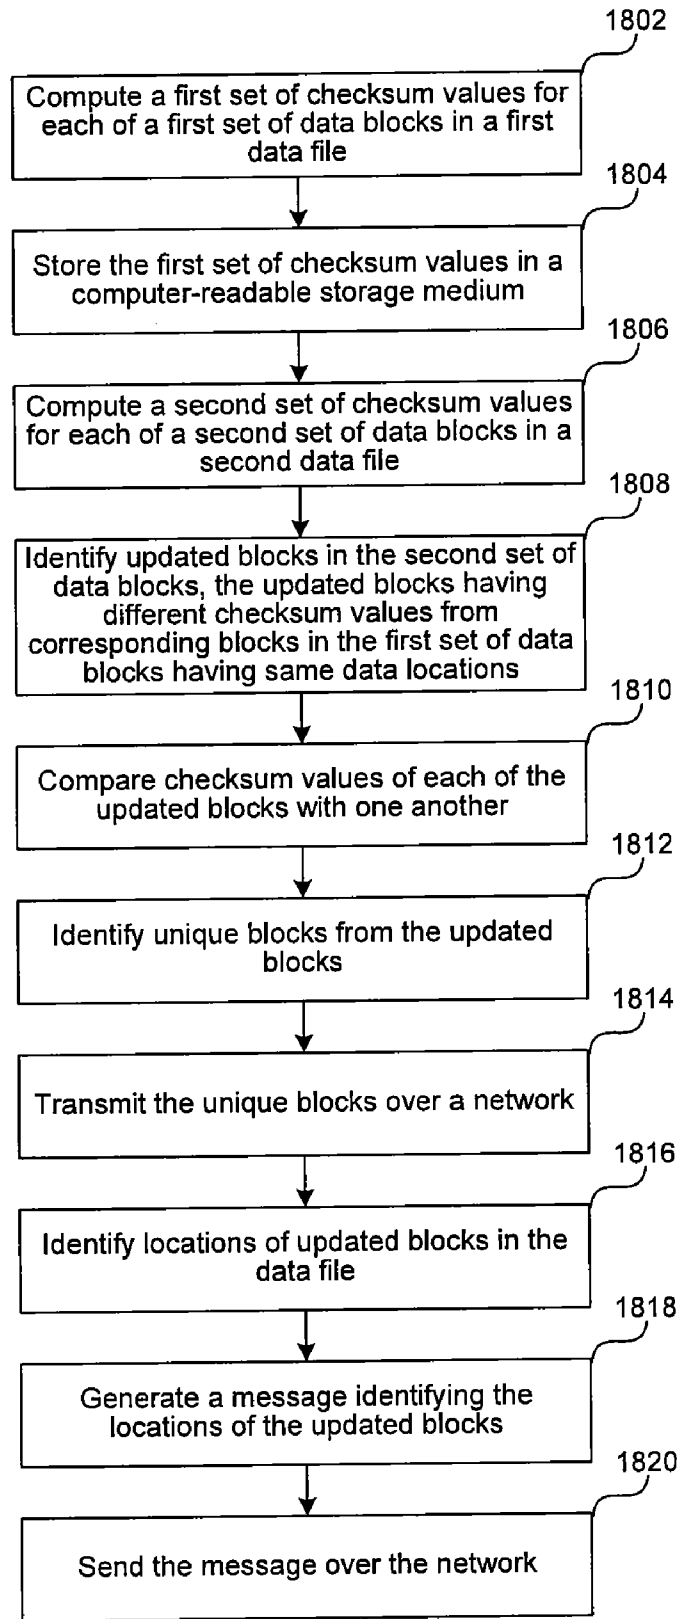 1802
Compute a first set of checksum values for
each of a first set of data blocks in a first
data file
1804
Store the first set of checksum values in a
computer-readable storage medium
1806
Compute a second set of checksum values
for each of a second set of data blocks in a
second data file
1808
Identify updated blocks in the second set of
data blocks, the updated blocks having
different checksum values from
corresponding blocks in the first set of data
blocks having same data locations
1810
Compare checksum values of each of the
updated blocks with one another
1812
Identify unique blocks from the updated
blocks
1814
Transmit the unique blocks over a network
1816
Identify locations of updated blocks in the
data file
1818
Generate a message identifying the
locations of the updated blocks
1820
Send the message over the network